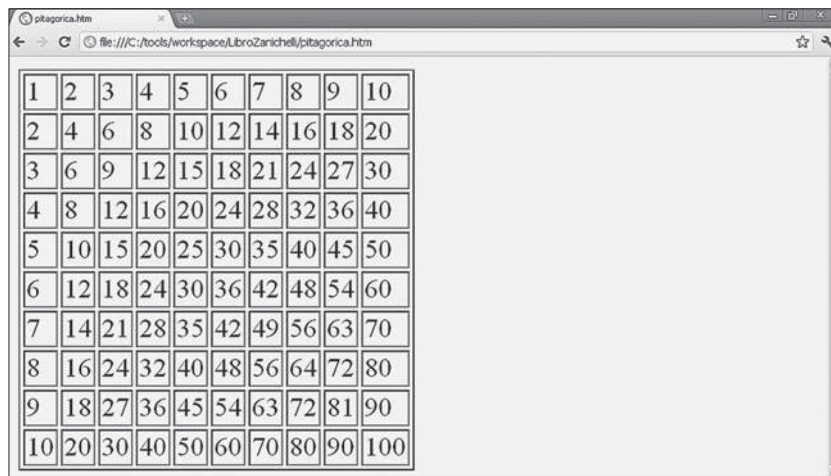 pitagorica.htm
file:///C:/tools/workspace/LibroZanichelli/pitagorica.htm
1 2 3 4 5 6 7 8 9 10
2 4 6 8 10 12 14 16 18 20
3 6 9 12 15 18 21 24 27 30
4 8 12 16 20 24 28 32 36 40
5 10 15 20 25 30 35 40 45 50
6 12 18 24 30 36 42 48 54 60
7 14 21 28 35 42 49 56 63 70
8 16 24 32 40 48 56 64 72 80
9 18 27 36 45 54 63 72 81 90
10 20 30 40 50 60 70 80 90 100